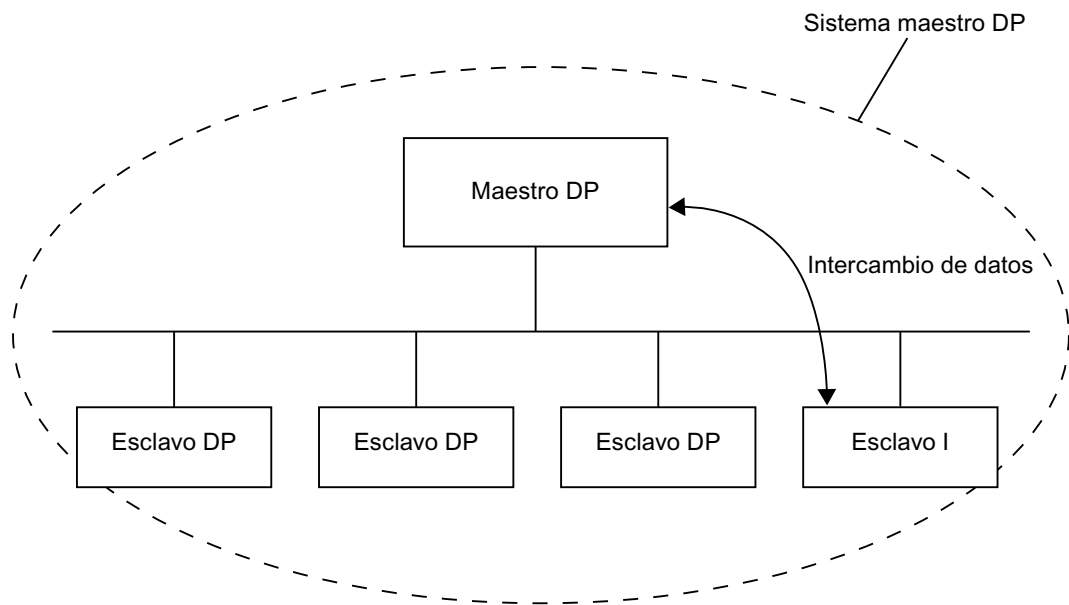 Sistema maestro DP
Maestro DP
Intercambio de datos
Esclavo DP
Esclavo DP
Esclavo DP
Esclavo I